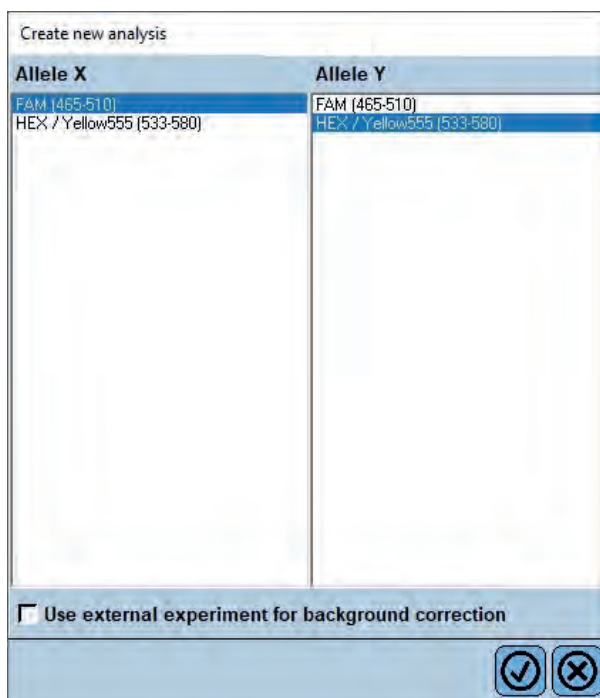 Create new analysis
Allele X
Allele Y
FAM (465-510)
HEX / Yellow555 (533-580)
FAM (465-510)
HEX / Yellow555 (533-580)
Use external experiment for background correction